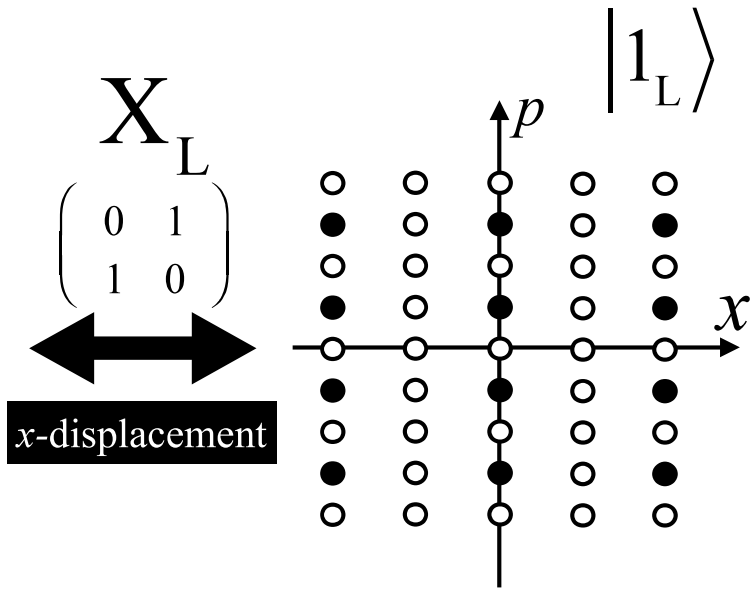 X_L
( 0 1
1 0 )
x-displacement
|1_L⟩
p
x